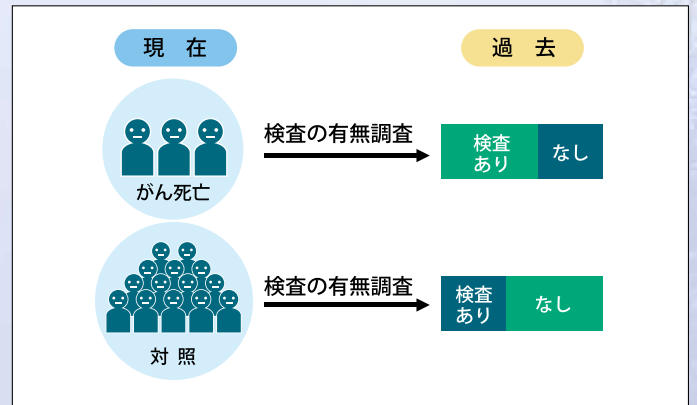 現 在
過 去
検査の有無調査
検査
あり
なし
がん死亡
検査の有無調査
検査
あり
なし
対 照